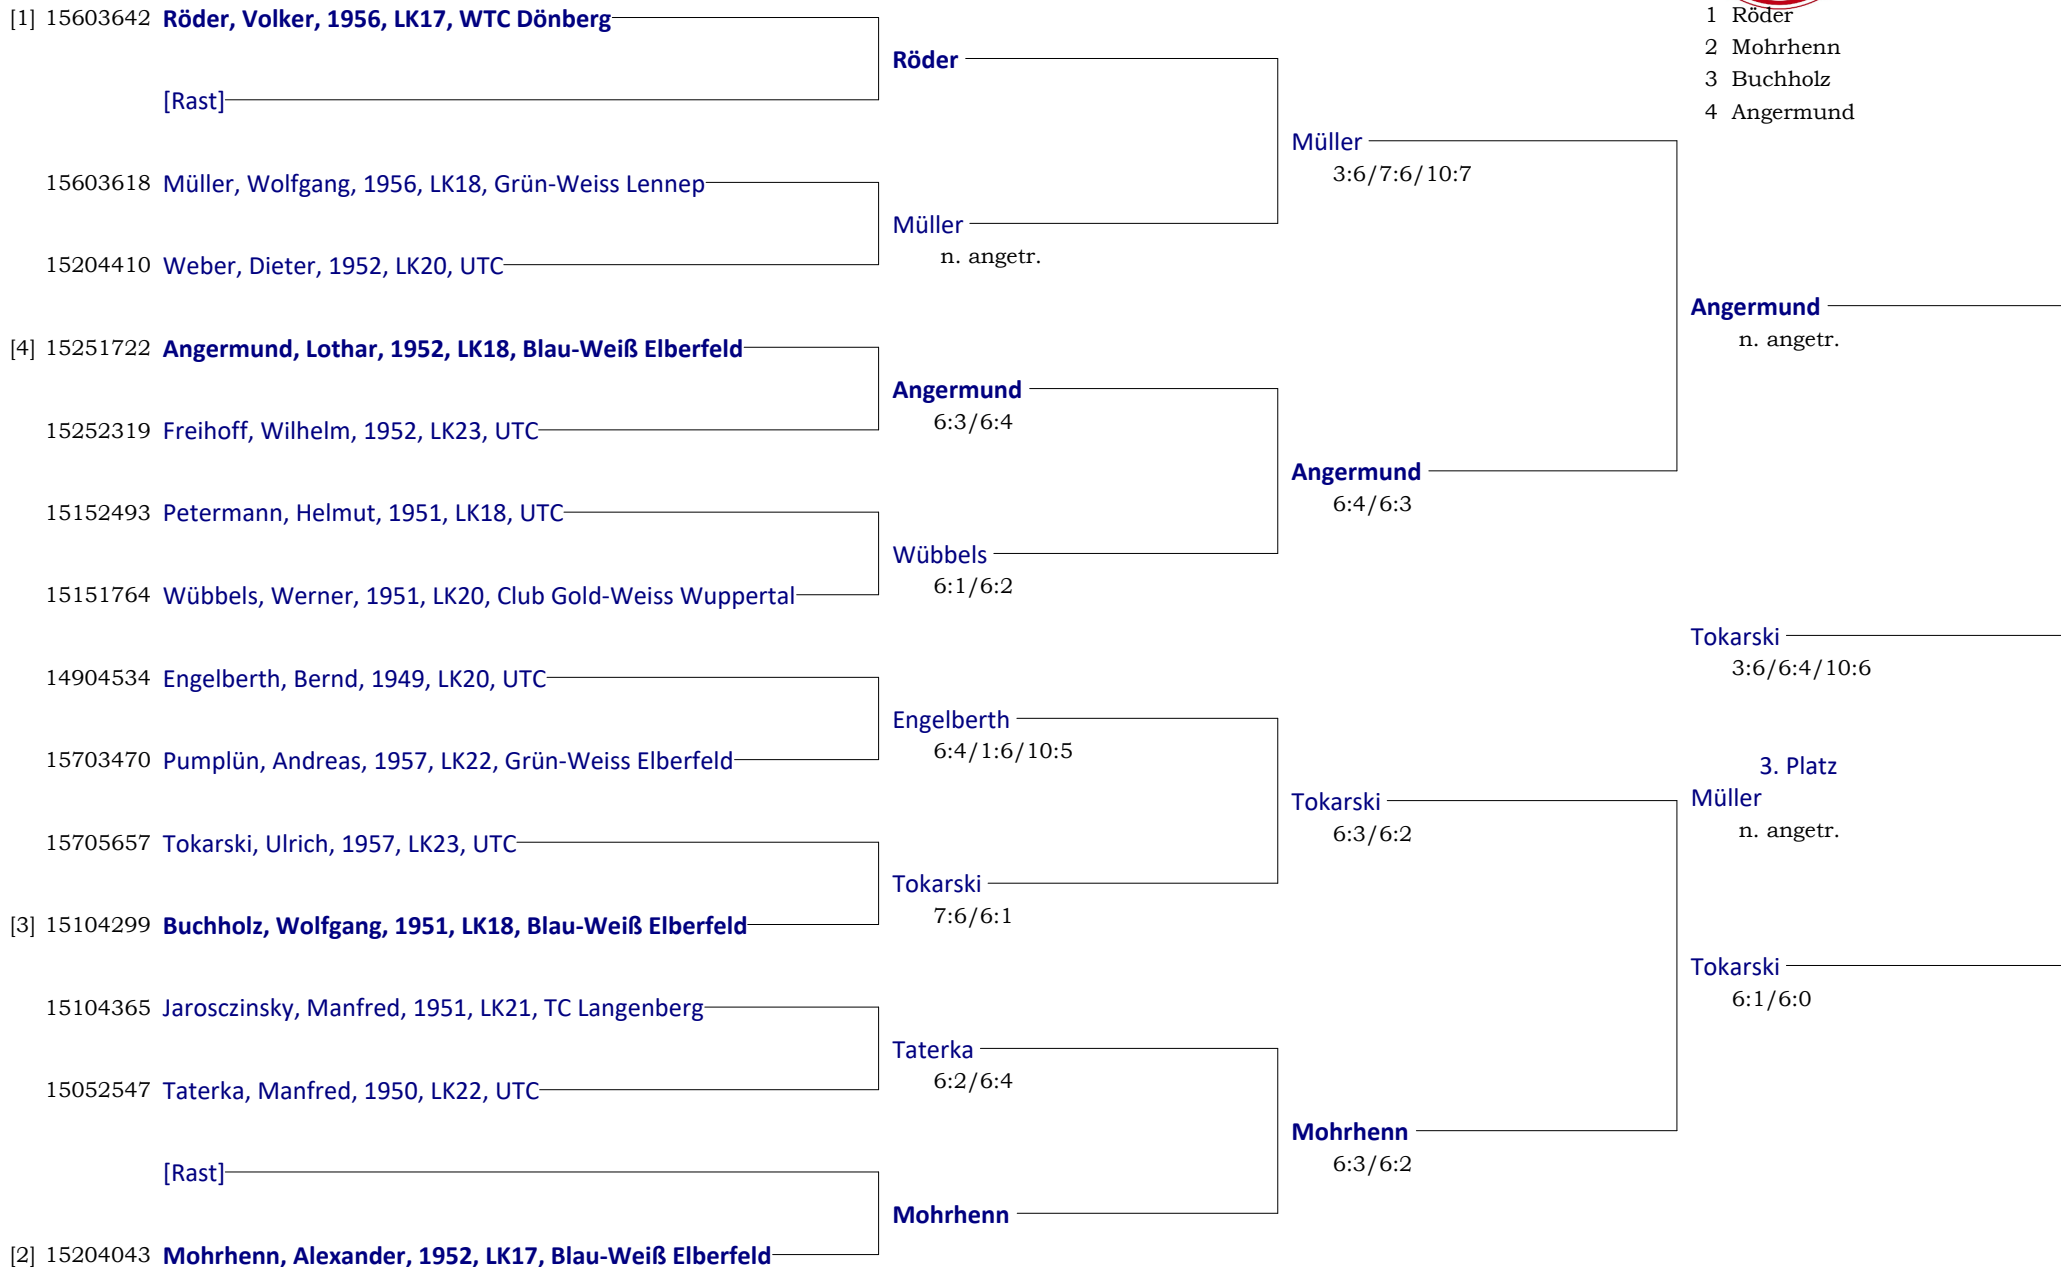 [1] 15603642 Röder, Volker, 1956, LK17, WTC Dönberg
[Rast]
15603618 Müller, Wolfgang, 1956, LK18, Grün-Weiss Lennep
15204410 Weber, Dieter, 1952, LK20, UTC
[4] 15251722 Angermund, Lothar, 1952, LK18, Blau-Weiß Elberfeld
15252319 Freihoff, Wilhelm, 1952, LK23, UTC
15152493 Petermann, Helmut, 1951, LK18, UTC
15151764 Wübbels, Werner, 1951, LK20, Club Gold-Weiss Wuppertal
14904534 Engelberth, Bernd, 1949, LK20, UTC
15703470 Pumplün, Andreas, 1957, LK22, Grün-Weiss Elberfeld
15705657 Tokarski, Ulrich, 1957, LK23, UTC
[3] 15104299 Buchholz, Wolfgang, 1951, LK18, Blau-Weiß Elberfeld
15104365 Jarosczinsky, Manfred, 1951, LK21, TC Langenberg
15052547 Taterka, Manfred, 1950, LK22, UTC
[Rast]
[2] 15204043 Mohrhenn, Alexander, 1952, LK17, Blau-Weiß Elberfeld
Röder
Müller
n. angetr.
Angermund
6:3/6:4
Wübbels
6:1/6:2
Engelberth
6:4/1:6/10:5
Tokarski
7:6/6:1
Taterka
6:2/6:4
Mohrhenn
Müller
3:6/7:6/10:7
Angermund
6:4/6:3
Tokarski
6:3/6:2
Mohrhenn
6:3/6:2
1 Röder
2 Mohrhenn
3 Buchholz
4 Angermund
Angermund
n. angetr.
Tokarski
3:6/6:4/10:6
3. Platz
Müller
n. angetr.
Tokarski
6:1/6:0